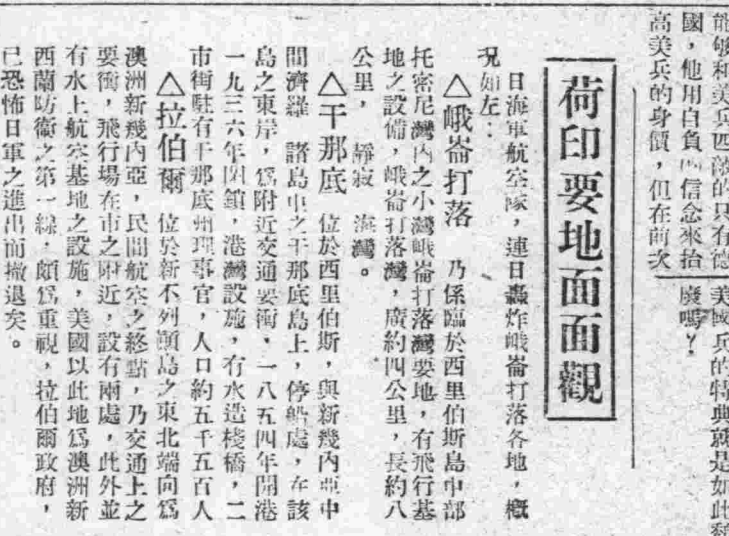 能够和美兵匹敵的只有德
國，他用自負的信念來抬
高美兵的身價，但在前次
美國兵的特典就是如此
麼嗎？
荷印要地面面觀
日海軍航空隊，連日轟炸峨崙打落各地，概
況如左：
△峨崙打落　乃係臨於西里伯斯島中部
托密尼灣內之小灣峨崙打落灣要地，有飛行基
地之設備，峨崙打落灣，廣約四公里，長約八
公里，靜寂　海灣。
△干那底　位於西里伯斯，與新幾內亞中
間濟羅　諸島中之干那底島上，停船處，在該
島之東岸，為附近交通要衝，一八五四年開港
一九三六年閉鎖，港灣設施，有水造棧橋，二
市街駐有干那底州理事官，人口約五千五百人
△拉伯爾　位於新不列顛島之東北端向為
澳洲新幾內亞，民間航空之終點，乃交通上之
要衝，飛行場在市之附近，設有兩處，此外並
有水上航空基地之設施，美國以此地為澳洲新
西蘭防衛之第一線，頗為重視，拉伯爾政府，
已恐怖日軍之進出而撤退矣。